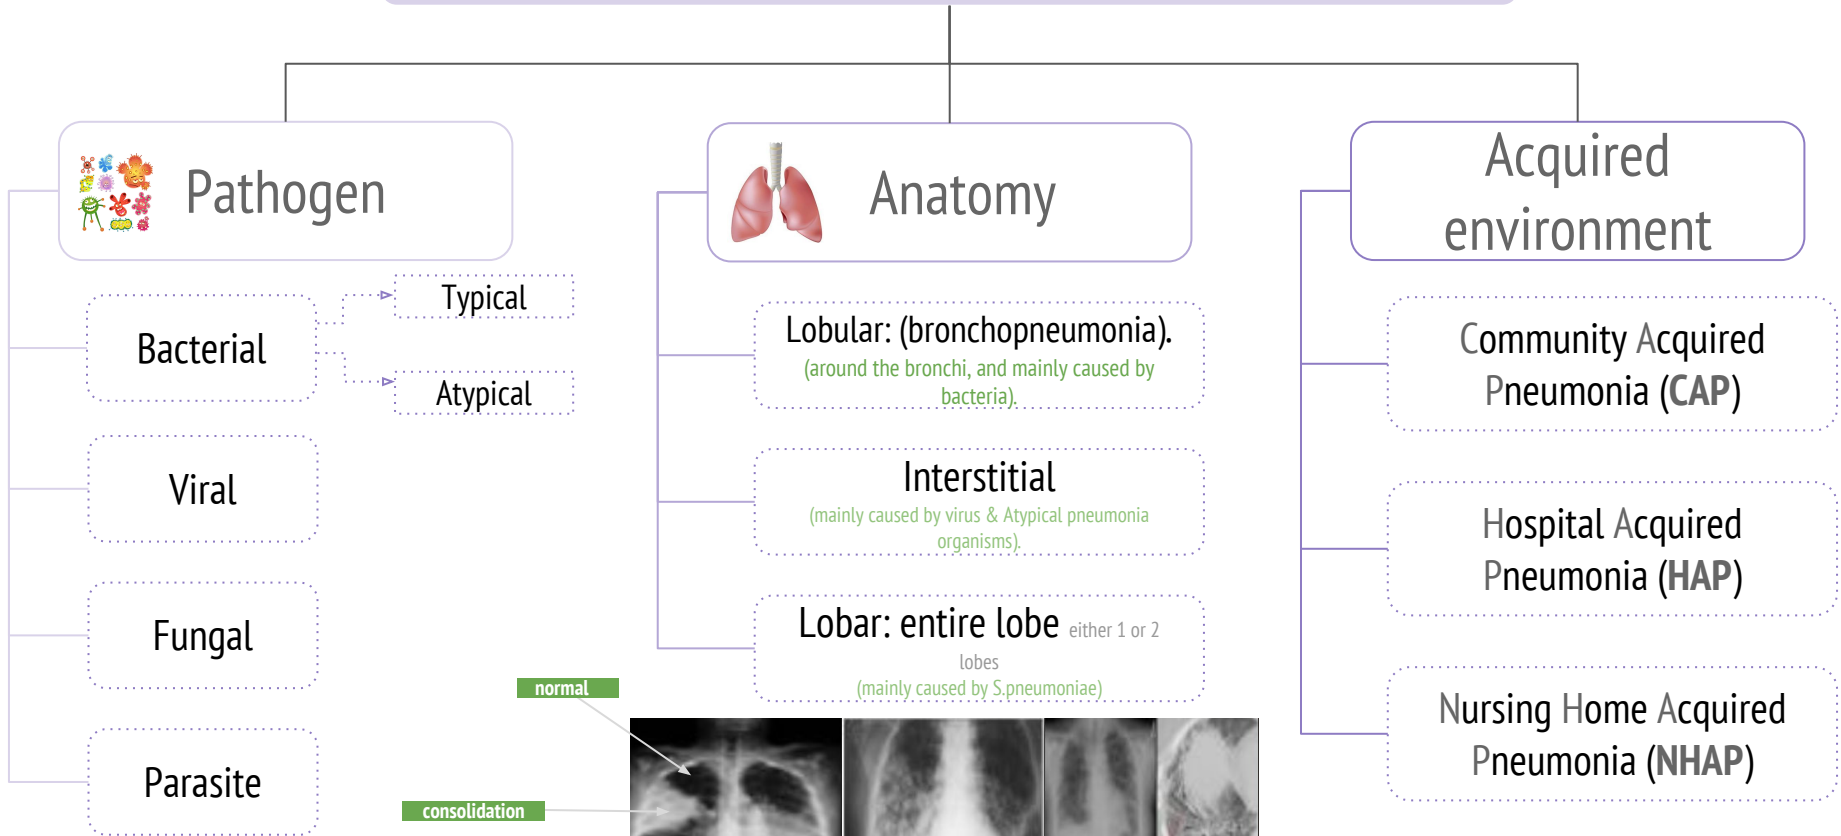 Pathogen
Bacterial
Typical
Atypical
Viral
Fungal
Parasite
Anatomy
Lobular: (bronchopneumonia).
(around the bronchi, and mainly caused by
bacteria).
Interstitial
(mainly caused by virus & Atypical pneumonia
organisms).
Lobar: entire lobe either 1 or 2
lobes
(mainly caused by S.pneumoniae)
normal
consolidation
Acquired
environment
Community Acquired
Pneumonia (CAP)
Hospital Acquired
Pneumonia (HAP)
Nursing Home Acquired
Pneumonia (NHAP)